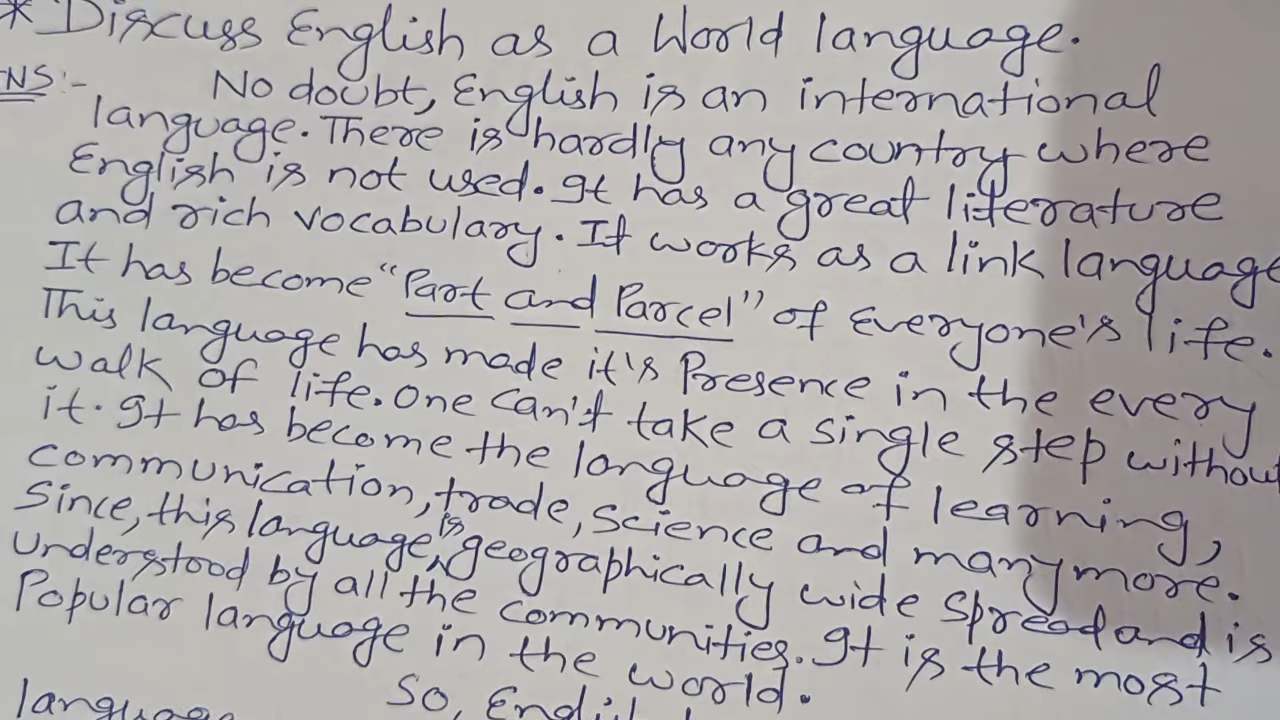 * Discuss English as a World language.
NS:- No doubt, English is an international
language. There is hardly any country where
English is not used. It has a great literature
and rich vocabulary. It works as a link language
It has become "Part and Parcel" of everyone's life.
This language has made it's Presence in the every
walk of life. One can't take a single step without
it. It has become the language of learning,
communication, trade, science and many more.
Since, this language, is geographically wide spread and is
understood by all the communities. It is the most
Popular language in the world.
So,
language